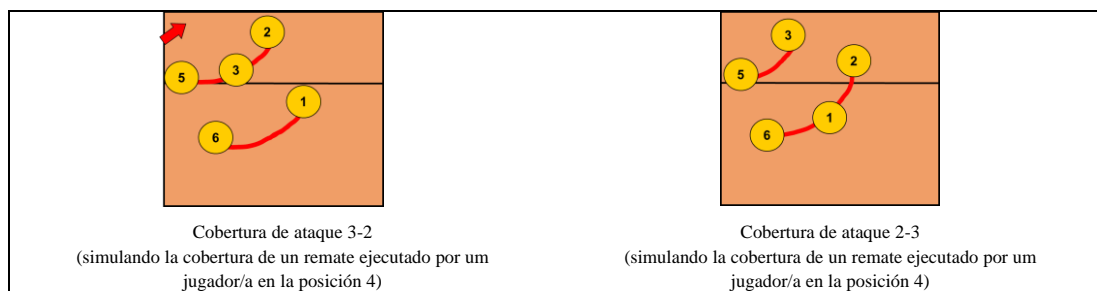 2
3
5
1
6
Cobertura de ataque 3-2
(simulando la cobertura de un remate ejecutado por um
jugador/a en la posición 4)
3
2
5
1
6
Cobertura de ataque 2-3
(simulando la cobertura de un remate ejecutado por um
jugador/a en la posición 4)